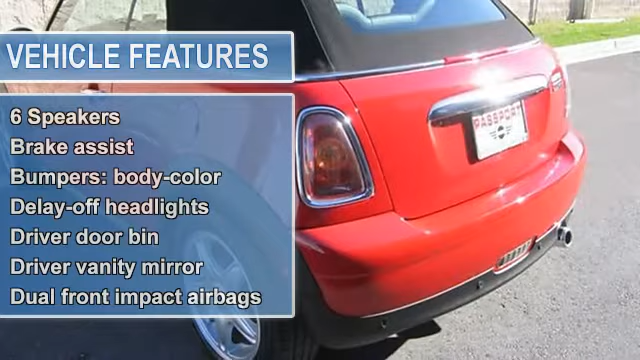 VEHICLE FEATURES
6 Speakers
Brake assist
Bumpers: body-color
Delay-off headlights
Driver door bin
Driver vanity mirror
Dual front impact airbags
PASSPORT